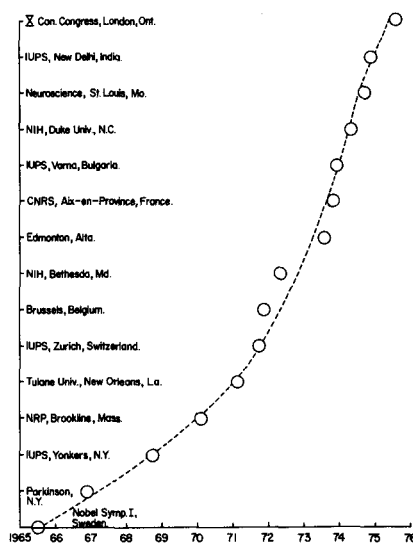 X Can. Congress, London, Ont.
IUPS, New Delhi, India.
Neuroscience, St. Louis, Mo.
NIH, Duke Univ., N.C.
IUPS, Varna, Bulgaria.
CNRS, Aix-en-Province, France.
Edmonton, Alta.
NIH, Bethesda, Md.
Brussels, Belgium.
IUPS, Zurich, Switzerland.
Tulane Univ., New Orleans, La.
NRP, Brookline, Mass.
IUPS, Yonkers, N.Y.
Parkinson,
N.Y.
Nobel Symp. I,
Sweden.
1965 66 67 68 69 70 71 72 73 74 75 76